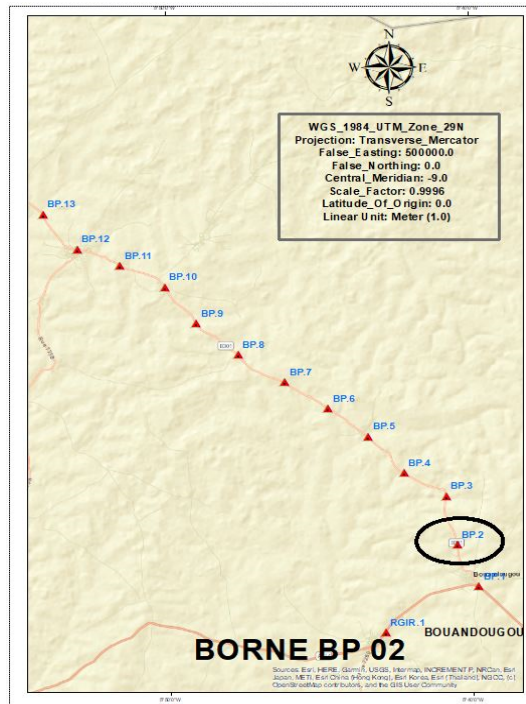 N
W E
S
WGS_1984_UTM_Zone_29N
Projection: Transverse_Mercator
False_Easting: 500000.0
False_Northing: 0.0
Central_Meridian: -9.0
Scale_Factor: 0.9996
Latitude_Of_Origin: 0.0
Linear Unit: Meter (1.0)
BP.13
BP.12
BP.11
BP.10
BP.9
BP.8
BP.7
BP.6
BP.5
BP.4
BP.3
BP.2
BP.1
RGIR.1
BOUANDOUGOU
BORNE BP 02
Sources: Esri, HERE, Garmin, USGS, Intermap, INCREMENT P, NRCan, Esri
Japan, METI, Esri China (Hong Kong), Esri Korea, Esri (Thailand), NGCC, (c)
OpenStreetMap contributors, and the GIS User Community